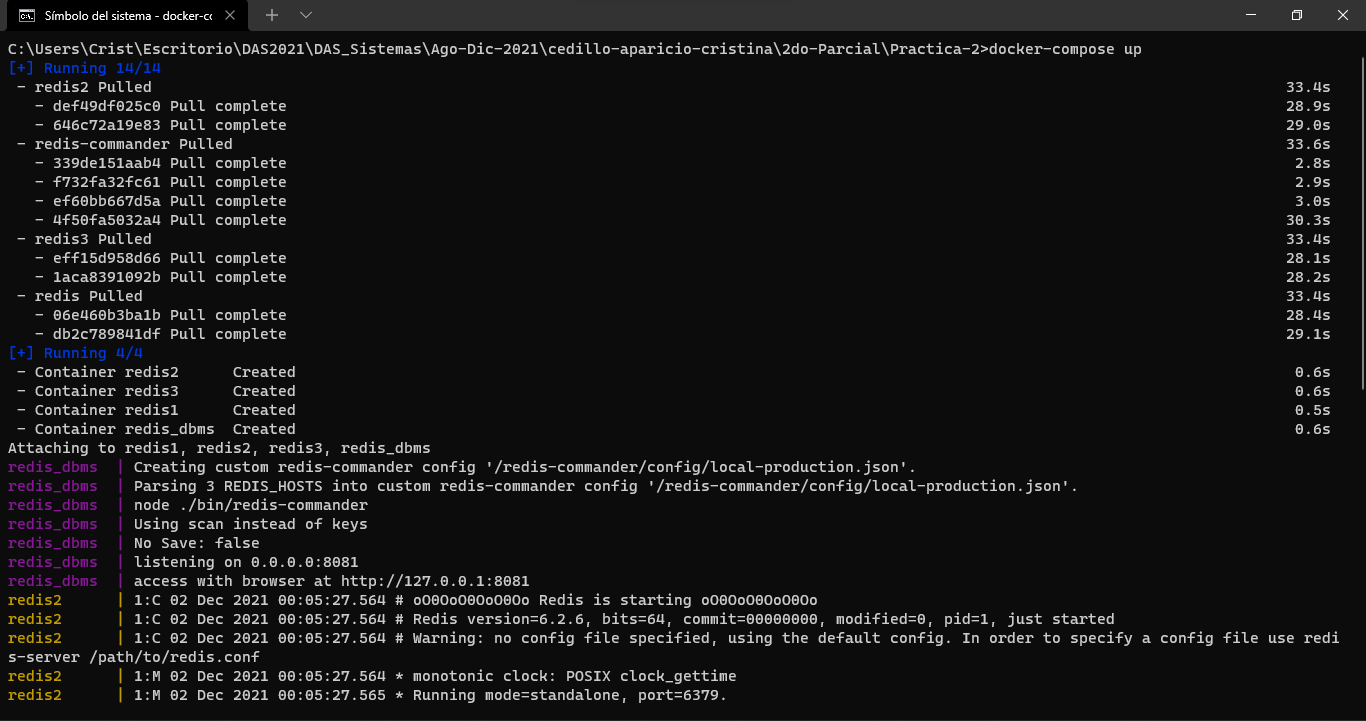 Símbolo del sistema - docker-cc
C:\Users\Crist\Escritorio\DAS2021\DAS_Sistemas\Ago-Dic-2021\cedillo-aparicio-cristina\2do-Parcial\Practica-2>docker-compose up
[+] Running 14/14
- redis2 Pulled 33.4s
- def49df025c0 Pull complete 28.9s
- 646c72a19e83 Pull complete 29.0s
- redis-commander Pulled 33.6s
- 339de151aab4 Pull complete 2.8s
- f732fa32fc61 Pull complete 2.9s
- ef60bb667d5a Pull complete 3.0s
- 4f50fa5032a4 Pull complete 30.3s
- redis3 Pulled 33.4s
- eff15d958d66 Pull complete 28.1s
- 1aca8391092b Pull complete 28.2s
- redis Pulled 33.4s
- 06e460b3ba1b Pull complete 28.4s
- db2c789841df Pull complete 29.1s
[+] Running 4/4
- Container redis2 Created 0.6s
- Container redis3 Created 0.6s
- Container redis1 Created 0.5s
- Container redis_dbms Created 0.6s
Attaching to redis1, redis2, redis3, redis_dbms
redis_dbms | Creating custom redis-commander config '/redis-commander/config/local-production.json'.
redis_dbms | Parsing 3 REDIS_HOSTS into custom redis-commander config '/redis-commander/config/local-production.json'.
redis_dbms | node ./bin/redis-commander
redis_dbms | Using scan instead of keys
redis_dbms | No Save: false
redis_dbms | listening on 0.0.0.0:8081
redis_dbms | access with browser at http://127.0.0.1:8081
redis2 | 1:C 02 Dec 2021 00:05:27.564 # oO0OoO0OoO0Oo Redis is starting oO0OoO0OoO0Oo
redis2 | 1:C 02 Dec 2021 00:05:27.564 # Redis version=6.2.6, bits=64, commit=00000000, modified=0, pid=1, just started
redis2 | 1:C 02 Dec 2021 00:05:27.564 # Warning: no config file specified, using the default config. In order to specify a config file use redi
s-server /path/to/redis.conf
redis2 | 1:M 02 Dec 2021 00:05:27.564 * monotonic clock: POSIX clock_gettime
redis2 | 1:M 02 Dec 2021 00:05:27.565 * Running mode=standalone, port=6379.